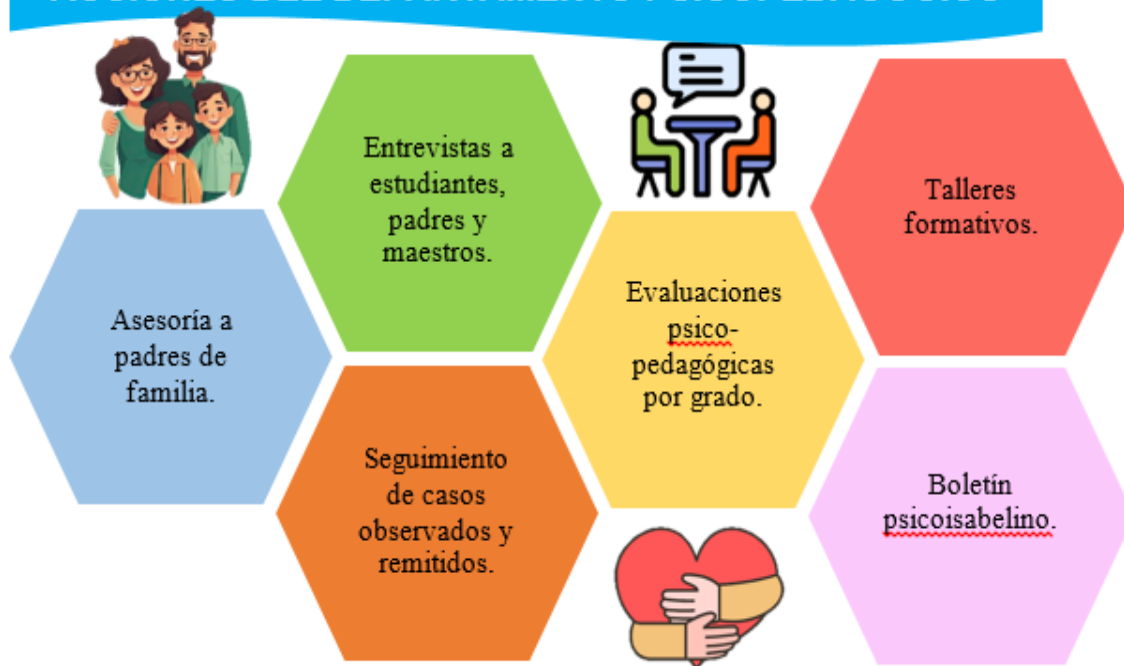 Entrevistas a
estudiantes,
padres y
maestros.
Talleres
formativos.
Asesoría a
padres de
familia.
Evaluaciones
psico-
pedagógicas
por grado.
Seguimiento
de casos
observados y
remitidos.
Boletín
psicoisabelino.